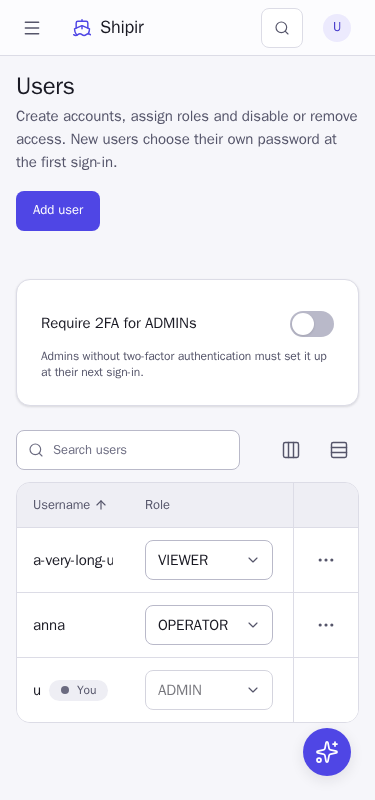 Shipir
U
Users
Create accounts, assign roles and disable or remove
access. New users choose their own password at
the first sign-in.
Add user
Require 2FA for ADMINs
Admins without two-factor authentication must set it up
at their next sign-in.
Search users
Username Role
a-very-long-u VIEWER
anna OPERATOR
u You ADMIN